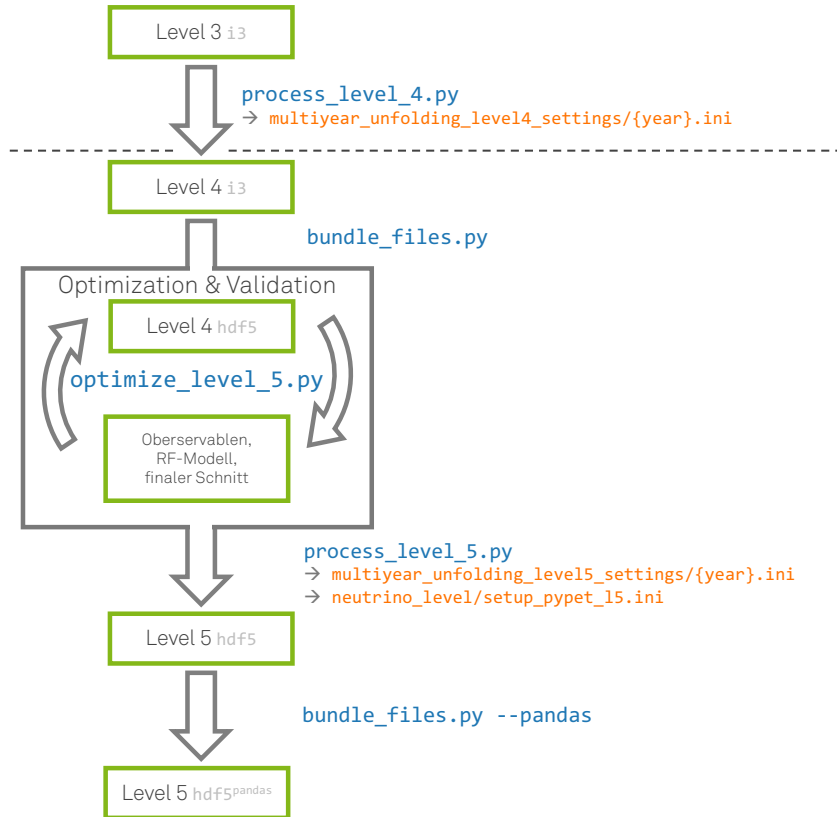 Level 3 i3
process_level_4.py
→ multiyear_unfolding_level4_settings/{year}.ini
Level 4 i3
bundle_files.py
Optimization & Validation
Level 4 hdf5
optimize_level_5.py
Oberservablen,
RF-Modell,
finaler Schnitt
process_level_5.py
→ multiyear_unfolding_level5_settings/{year}.ini
→ neutrino_level/setup_pypet_l5.ini
Level 5 hdf5
bundle_files.py --pandas
Level 5 hdf5pandas